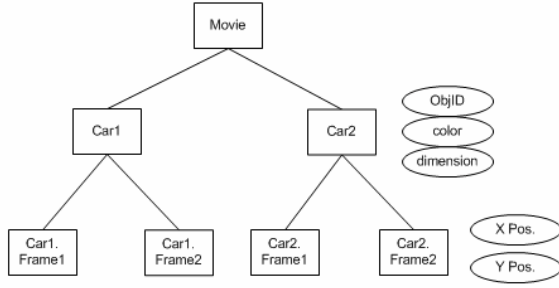 Movie
Car1
Car2
ObjID
color
dimension
Car1.
Frame1
Car1.
Frame2
Car2.
Frame1
Car2.
Frame2
X Pos.
Y Pos.